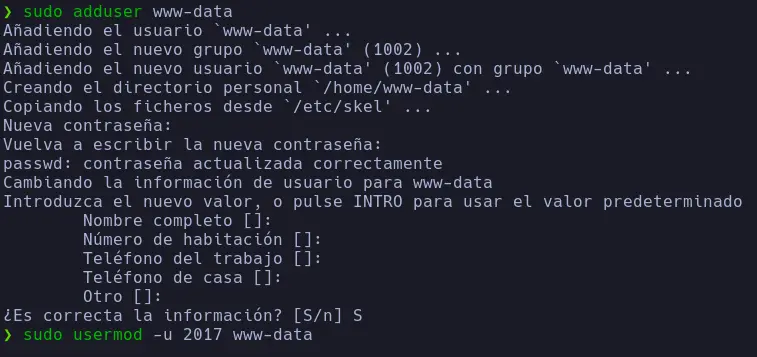 ❯ sudo adduser www-data
Añadiendo el usuario `www-data' ...
Añadiendo el nuevo grupo `www-data' (1002) ...
Añadiendo el nuevo usuario `www-data' (1002) con grupo `www-data' ...
Creando el directorio personal `/home/www-data' ...
Copiando los ficheros desde `/etc/skel' ...
Nueva contraseña:
Vuelva a escribir la nueva contraseña:
passwd: contraseña actualizada correctamente
Cambiando la información de usuario para www-data
Introduzca el nuevo valor, o pulse INTRO para usar el valor predeterminado
        Nombre completo []:
        Número de habitación []:
        Teléfono del trabajo []:
        Teléfono de casa []:
        Otro []:
¿Es correcta la información? [S/n] S
❯ sudo usermod -u 2017 www-data